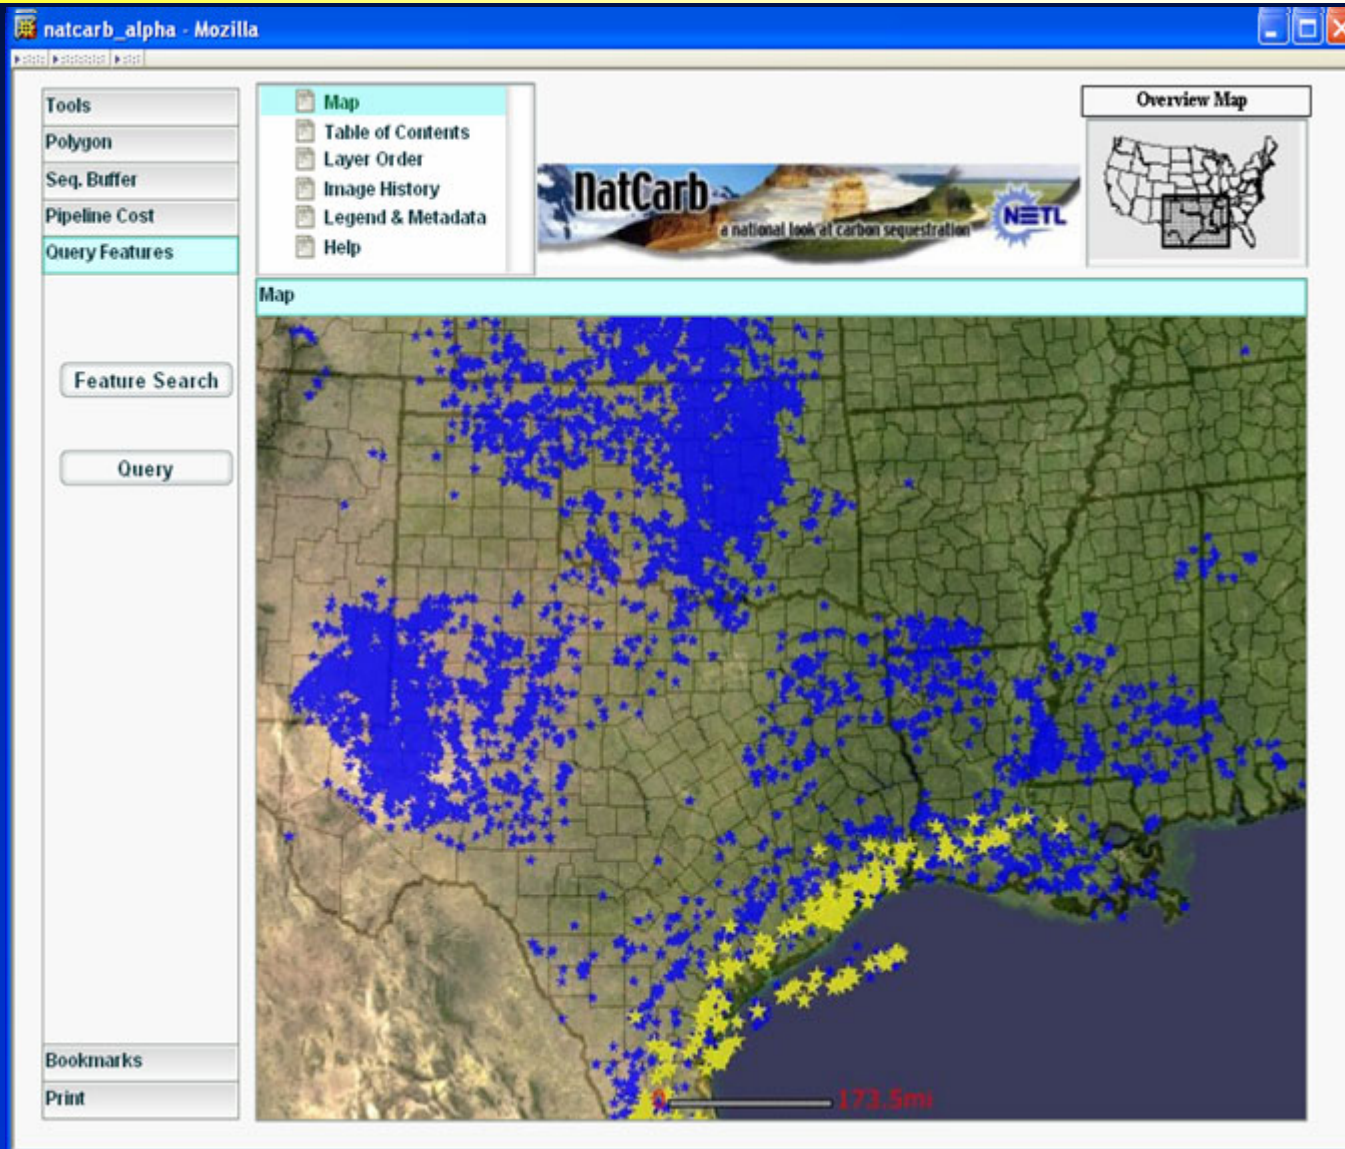 natcarb_alpha - Mozilla
Tools
Polygon
Seq. Buffer
Pipeline Cost
Query Features
Feature Search
Query
Bookmarks
Print
Map
Table of Contents
Layer Order
Image History
Legend & Metadata
Help
NatCarb
a national look at carbon sequestration
NETL
Overview Map
Map
0 173.5mi